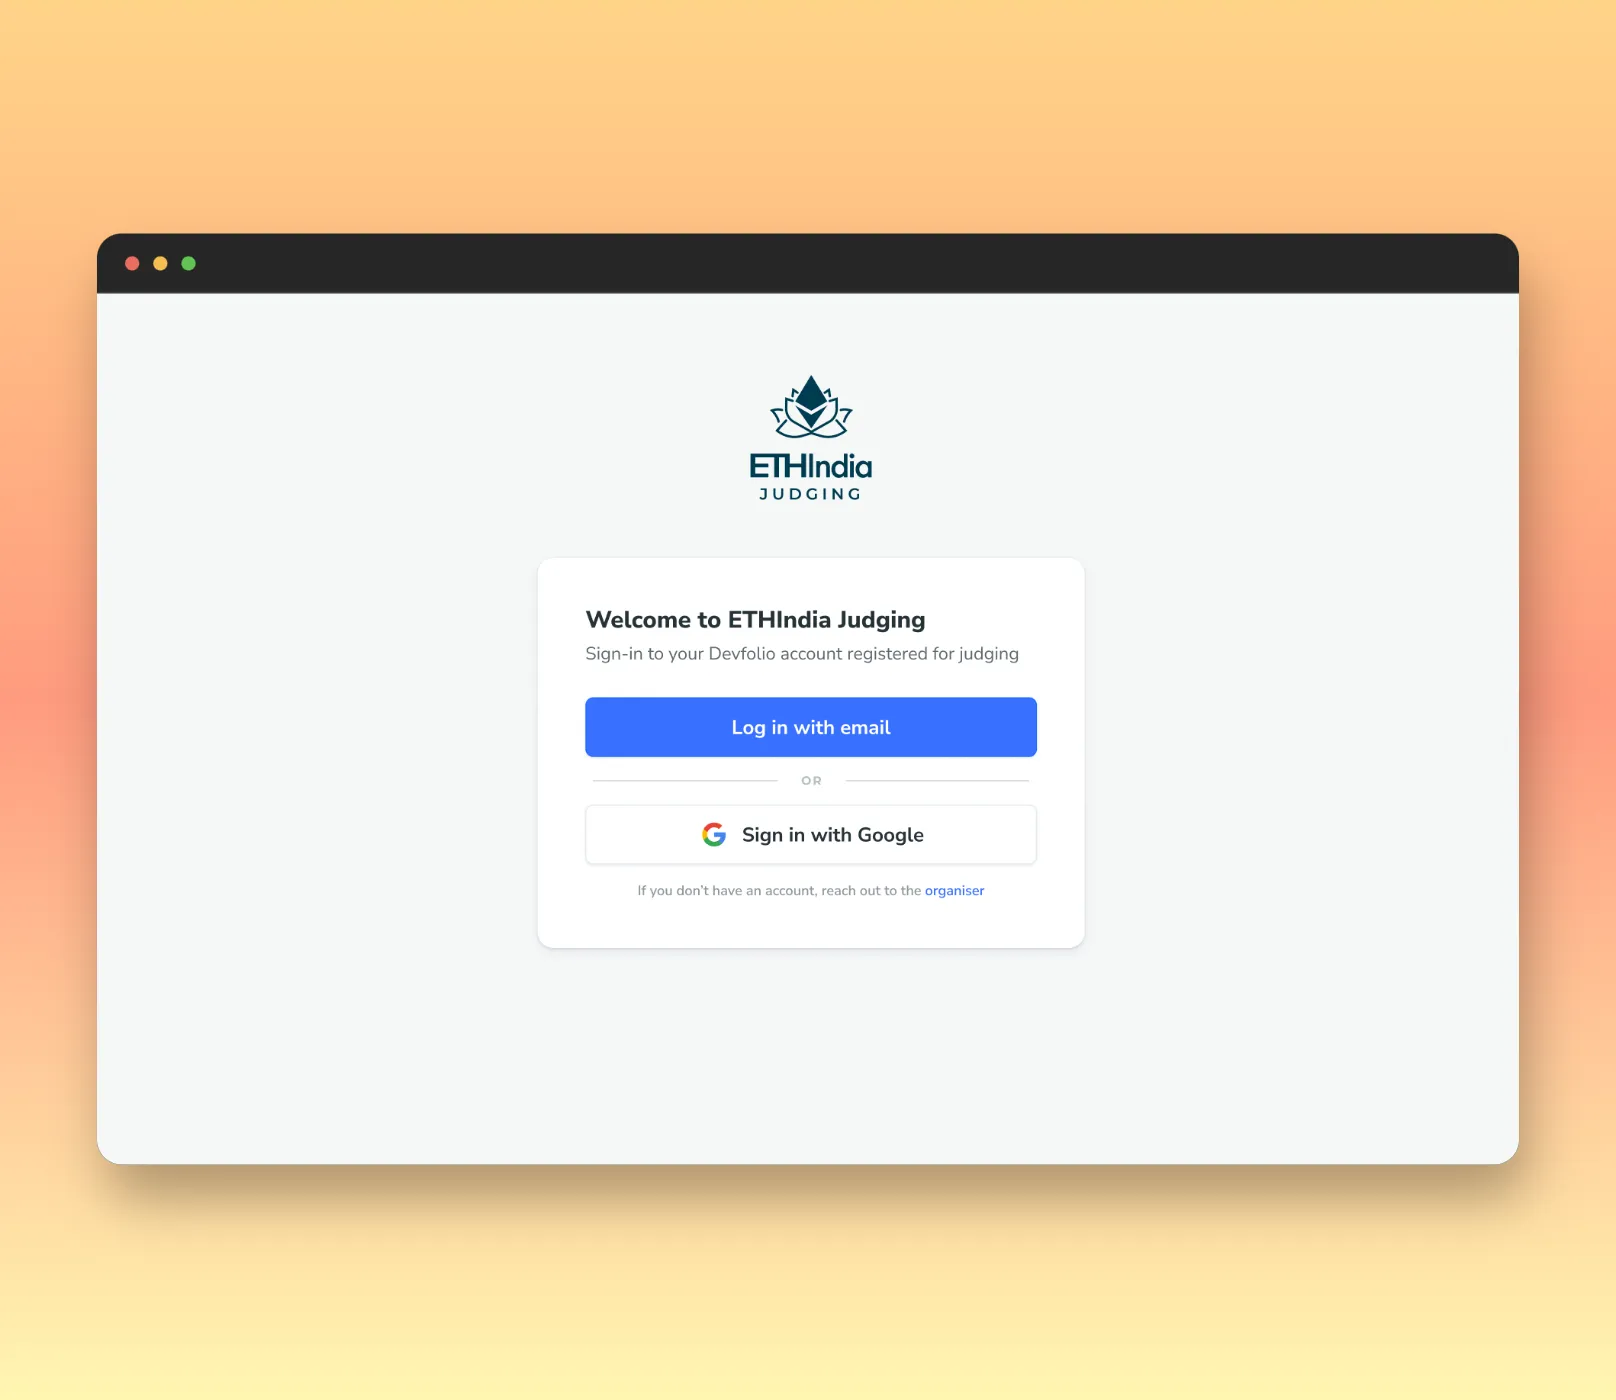 ETHIndia
JUDGING
Welcome to ETHIndia Judging
Sign-in to your Devfolio account registered for judging
Log in with email
OR
Sign in with Google
If you don't have an account, reach out to the organiser